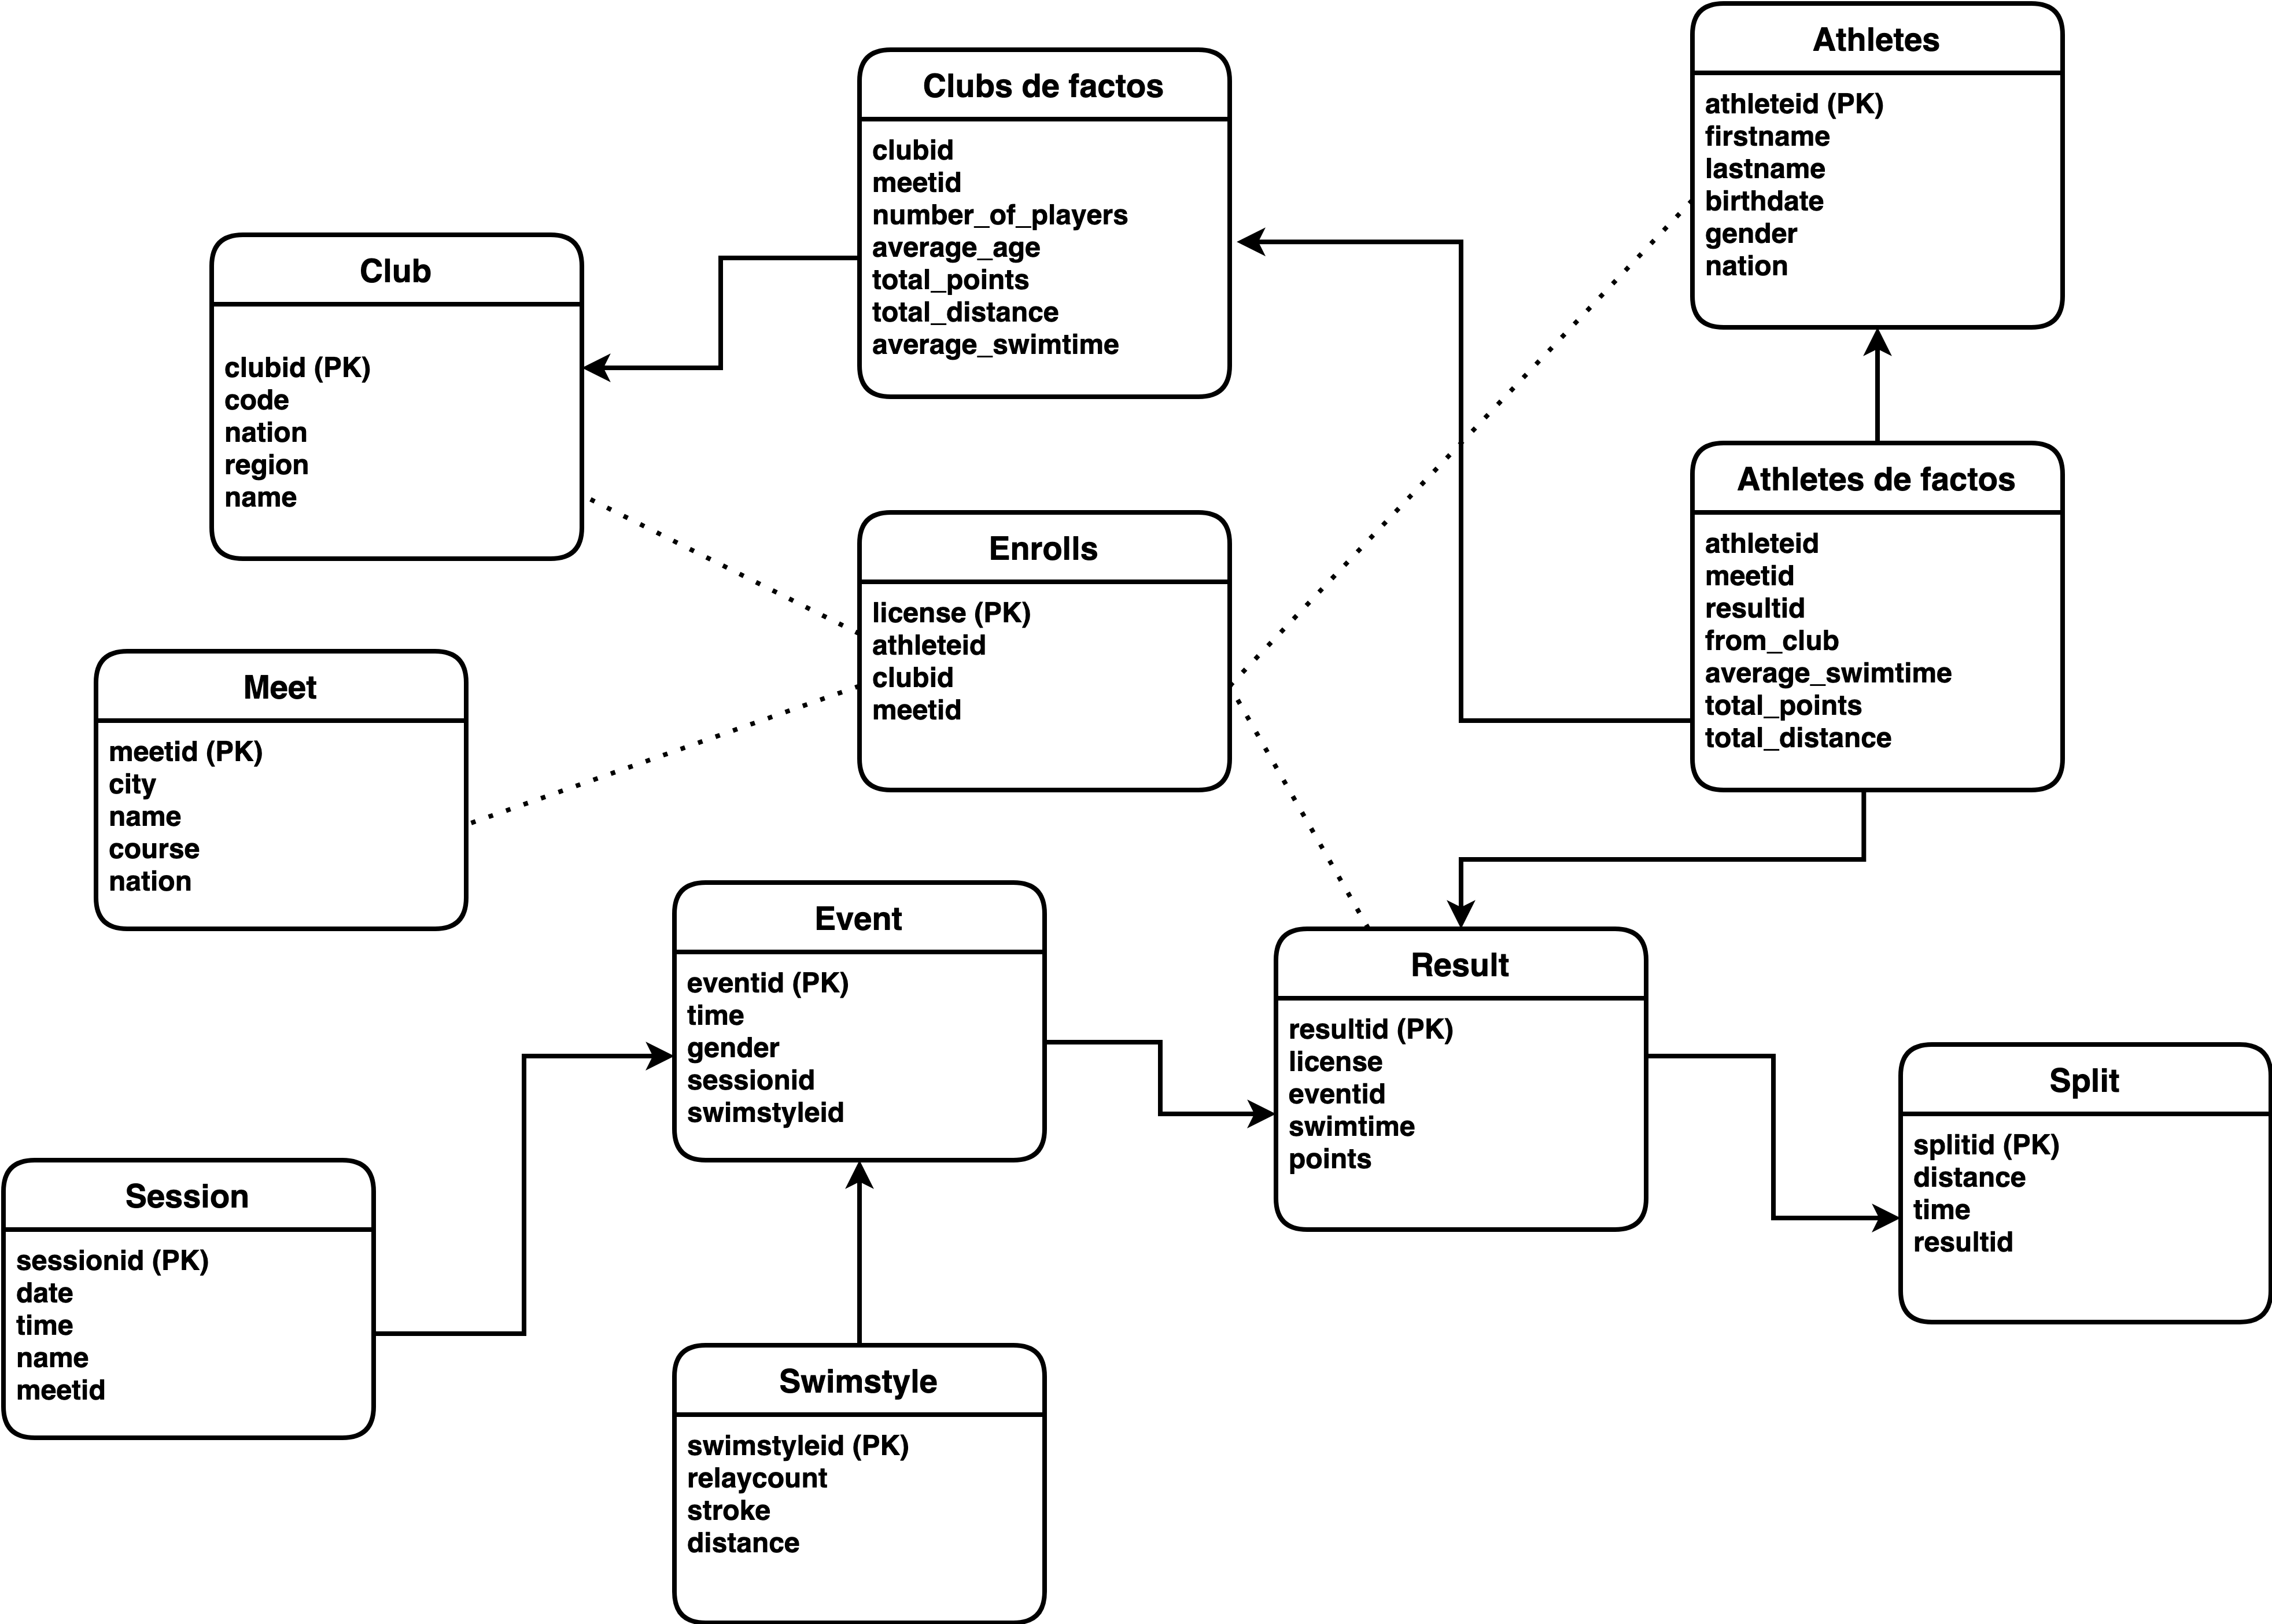 Athletes
athleteid (PK)
firstname
lastname
birthdate
gender
nation
Clubs de factos
clubid
meetid
number_of_players
average_age
total_points
total_distance
average_swimtime
Club
clubid (PK)
code
nation
region
name
Athletes de factos
athleteid
meetid
resultid
from_club
average_swimtime
total_points
total_distance
Enrolls
license (PK)
athleteid
clubid
meetid
Meet
meetid (PK)
city
name
course
nation
Event
eventid (PK)
time
gender
sessionid
swimstyleid
Result
resultid (PK)
license
eventid
swimtime
points
Split
splitid (PK)
distance
time
resultid
Session
sessionid (PK)
date
time
name
meetid
Swimstyle
swimstyleid (PK)
relaycount
stroke
distance